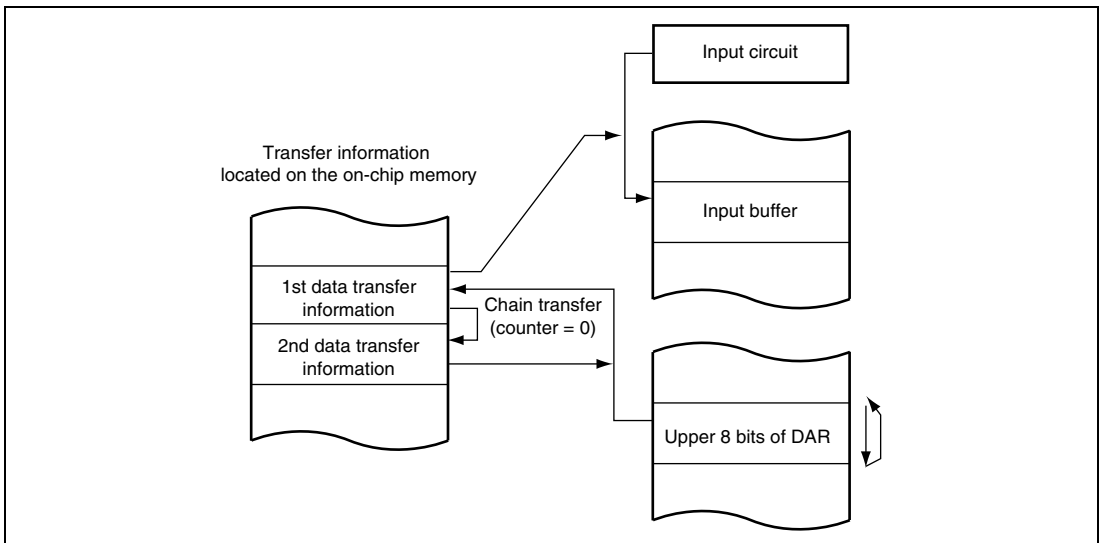 Input circuit
Transfer information
located on the on-chip memory
Input buffer
1st data transfer
information
Chain transfer
(counter = 0)
2nd data transfer
information
Upper 8 bits of DAR